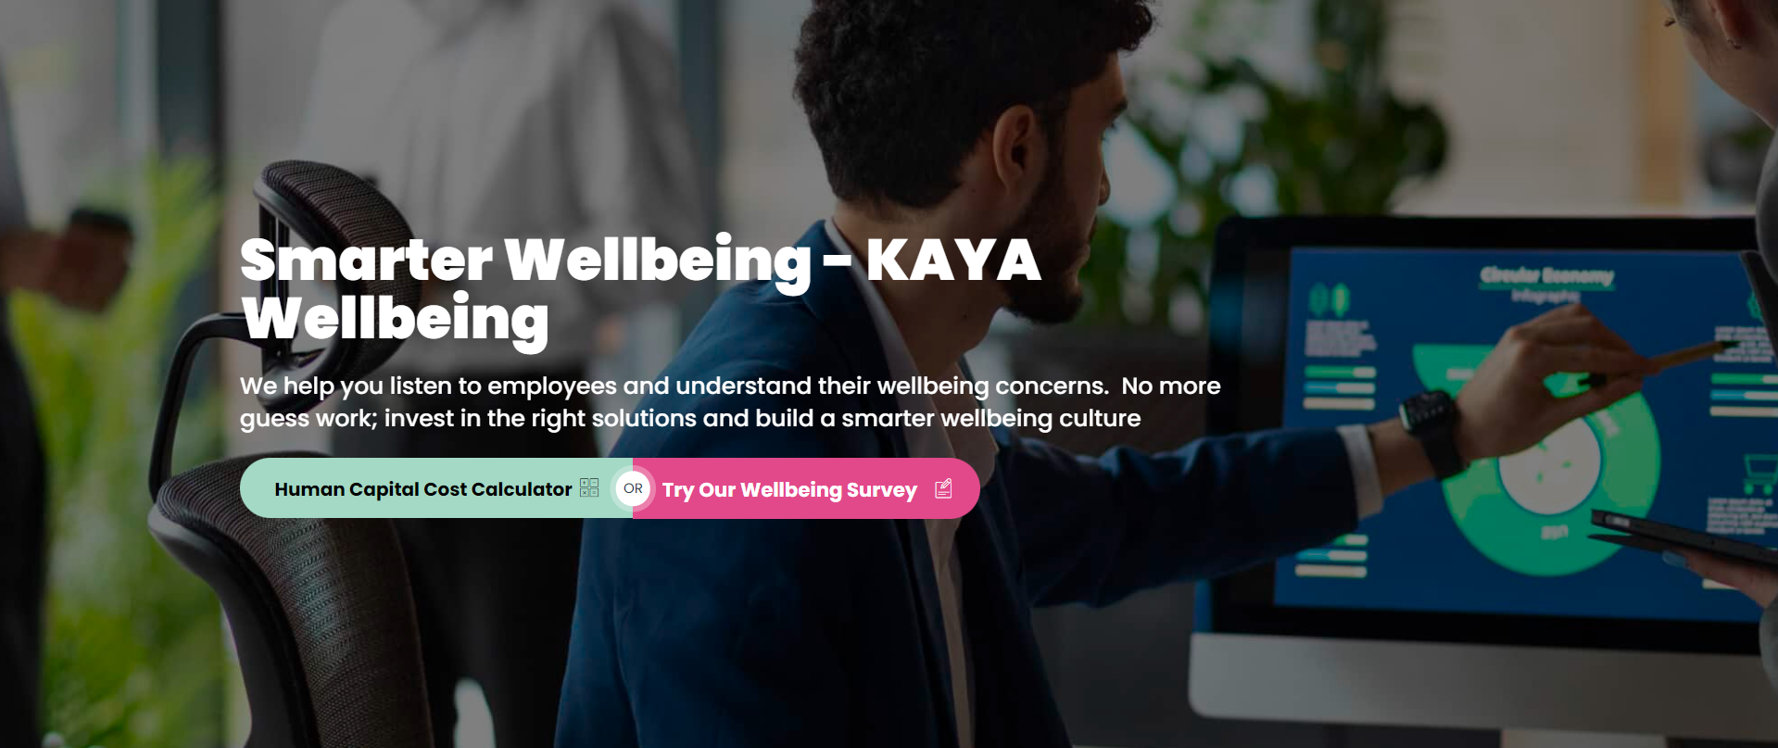 Smarter Wellbeing - KAYA
Wellbeing
We help you listen to employees and understand their wellbeing concerns.  No more
guess work; invest in the right solutions and build a smarter wellbeing culture
Human Capital Cost Calculator
OR
Try Our Wellbeing Survey
Circular Economy
Infographic